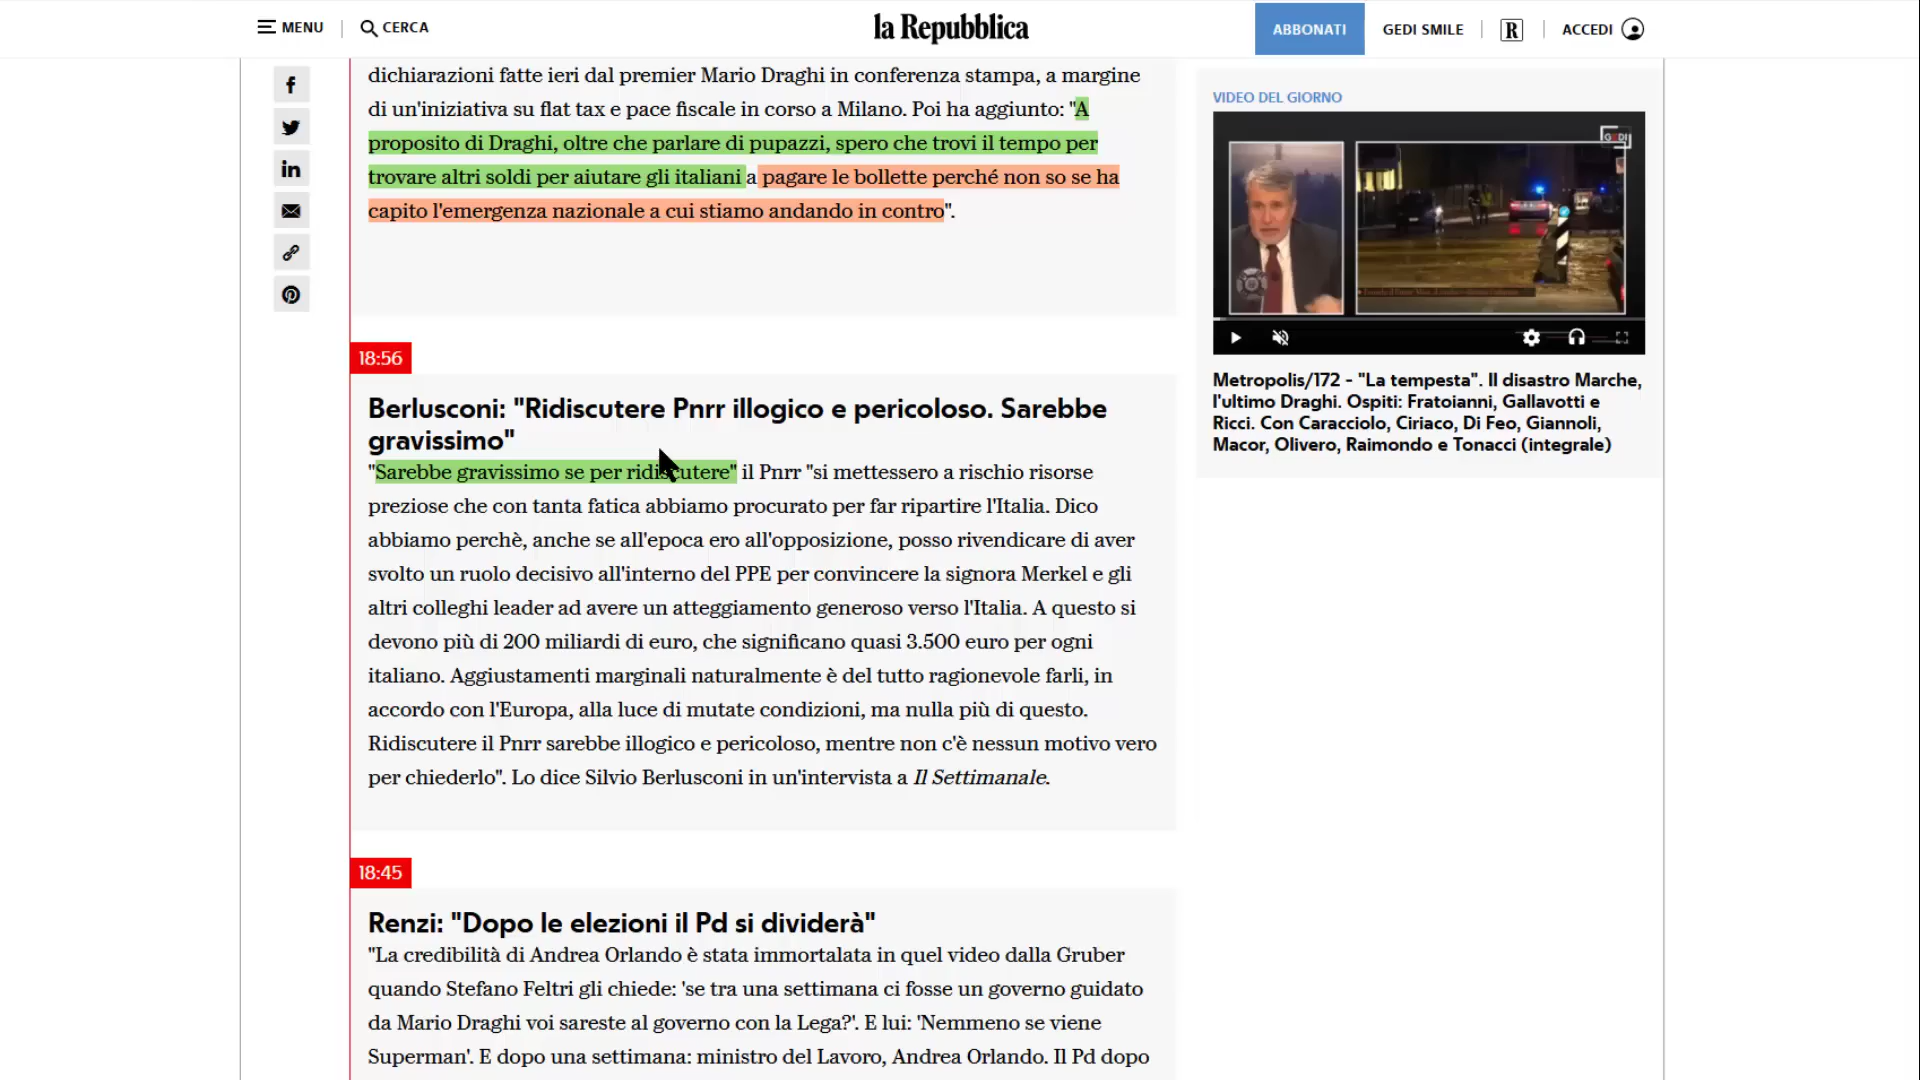 MENU
CERCA
la Repubblica
ABBONATI
GEDI SMILE
R
ACCEDI
dichiarazioni fatte ieri dal premier Mario Draghi in conferenza stampa, a margine
di un'iniziativa su flat tax e pace fiscale in corso a Milano. Poi ha aggiunto: "A
proposito di Draghi, oltre che parlare di pupazzi, spero che trovi il tempo per
trovare altri soldi per aiutare gli italiani a pagare le bollette perché non so se ha
capito l'emergenza nazionale a cui stiamo andando in contro".
18:56
Berlusconi: "Ridiscutere Pnrr illogico e pericoloso. Sarebbe
gravissimo"
"Sarebbe gravissimo se per ridiscutere" il Pnrr "si mettessero a rischio risorse
preziose che con tanta fatica abbiamo procurato per far ripartire l'Italia. Dico
abbiamo perchè, anche se all'epoca ero all'opposizione, posso rivendicare di aver
svolto un ruolo decisivo all'interno del PPE per convincere la signora Merkel e gli
altri colleghi leader ad avere un atteggiamento generoso verso l'Italia. A questo si
devono più di 200 miliardi di euro, che significano quasi 3.500 euro per ogni
italiano. Aggiustamenti marginali naturalmente è del tutto ragionevole farli, in
accordo con l'Europa, alla luce di mutate condizioni, ma nulla più di questo.
Ridiscutere il Pnrr sarebbe illogico e pericoloso, mentre non c'è nessun motivo vero
per chiederlo". Lo dice Silvio Berlusconi in un'intervista a Il Settimanale.
18:45
Renzi: "Dopo le elezioni il Pd si dividerà"
"La credibilità di Andrea Orlando è stata immortalata in quel video dalla Gruber
quando Stefano Feltri gli chiede: 'se tra una settimana ci fosse un governo guidato
da Mario Draghi voi sareste al governo con la Lega?'. E lui: 'Nemmeno se viene
Superman'. E dopo una settimana: ministro del Lavoro, Andrea Orlando. Il Pd dopo
VIDEO DEL GIORNO
GEDI
Metropolis/172 - "La tempesta". Il disastro Marche,
l'ultimo Draghi. Ospiti: Fratoianni, Gallavotti e
Ricci. Con Caracciolo, Ciriaco, Di Feo, Giannoli,
Macor, Olivero, Raimondo e Tonacci (integrale)